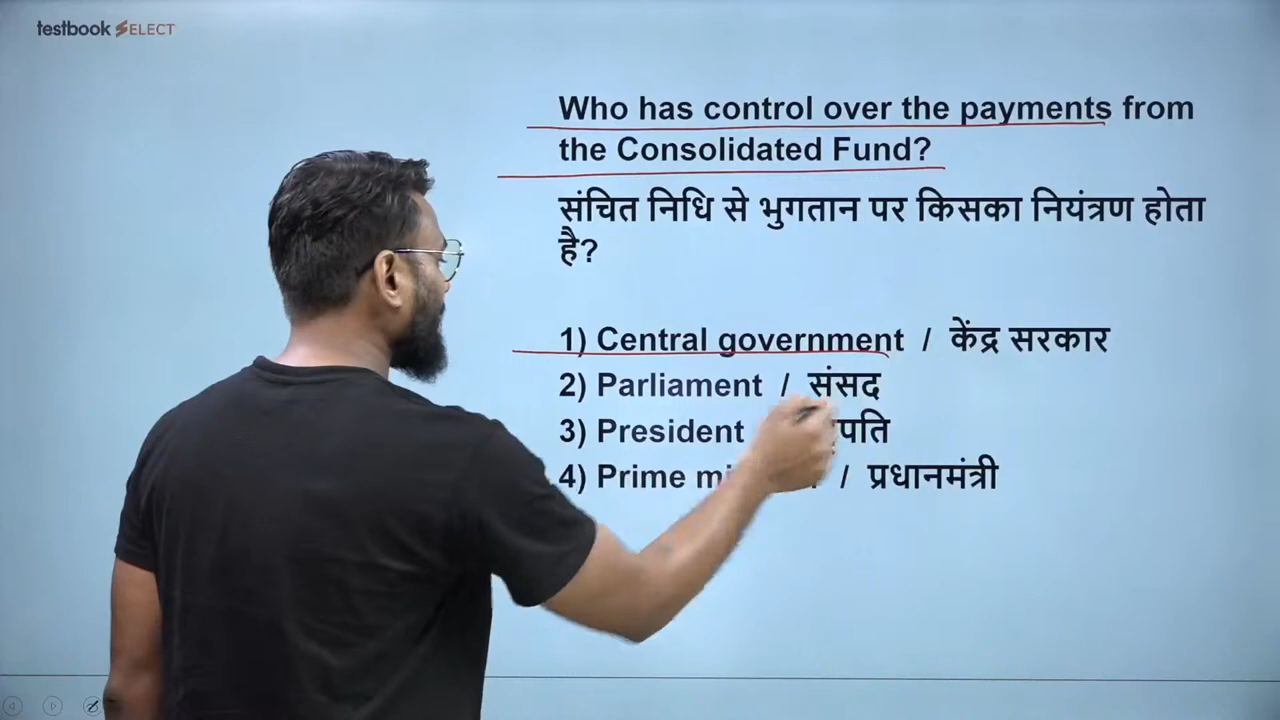 testbook SELECT
Who has control over the payments from
the Consolidated Fund?
संचित निधि से भुगतान पर किसका नियंत्रण होता
है?
1) Central government / केंद्र सरकार
2) Parliament / संसद
3) President
4) Prime / प्रधानमंत्री